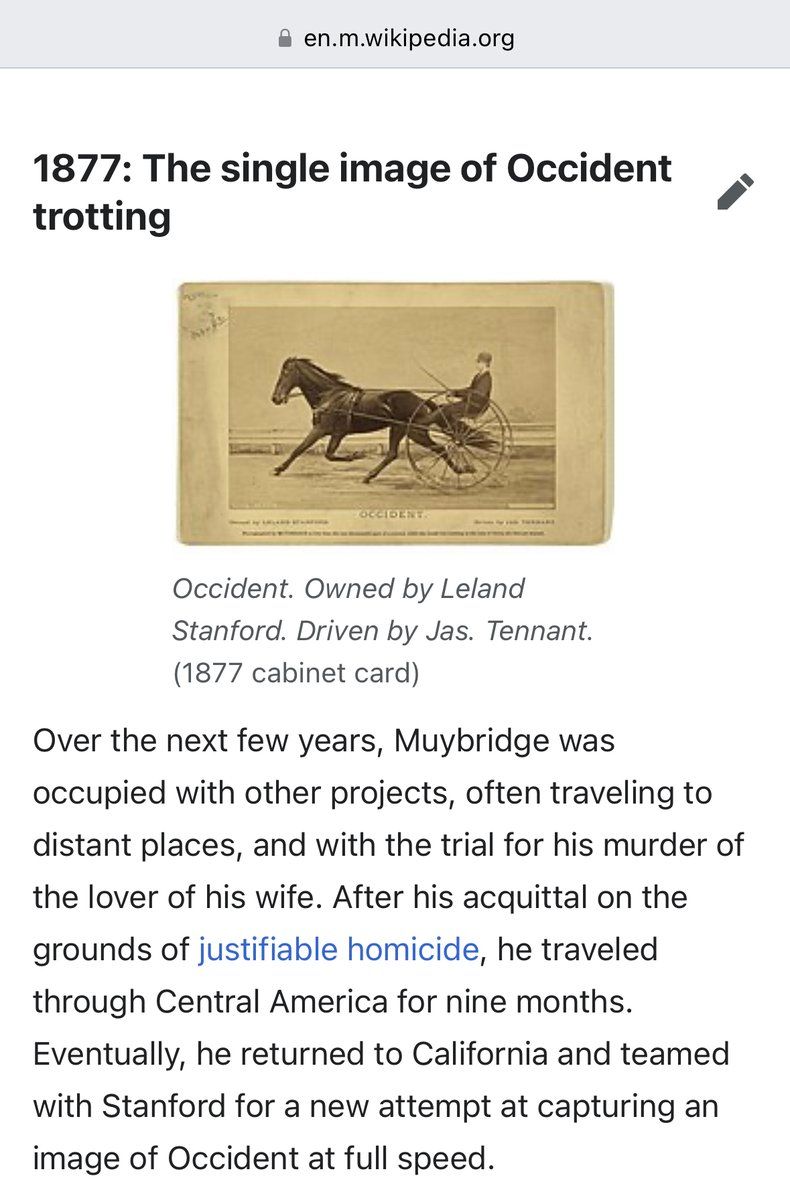 en.m.wikipedia.org
1877: The single image of Occident
trotting
OCCIDENT.
Owned by LELAND STANFORD
Driven by JAS. TENNANT.
Occident. Owned by Leland
Stanford. Driven by Jas. Tennant.
(1877 cabinet card)
Over the next few years, Muybridge was
occupied with other projects, often traveling to
distant places, and with the trial for his murder of
the lover of his wife. After his acquittal on the
grounds of justifiable homicide, he traveled
through Central America for nine months.
Eventually, he returned to California and teamed
with Stanford for a new attempt at capturing an
image of Occident at full speed.